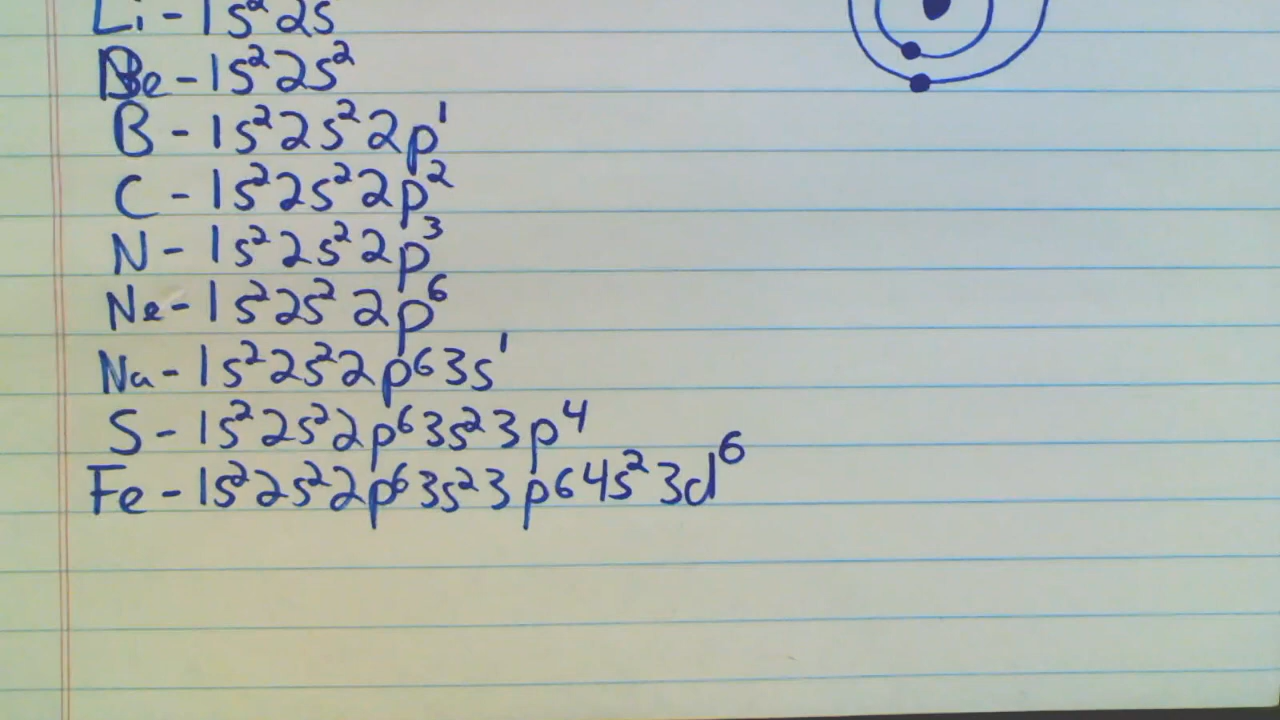 Li - 1s²2s
Be - 1s²2s²
B - 1s²2s²2p¹
C - 1s²2s²2p²
N - 1s²2s²2p³
Ne - 1s²2s²2p⁶
Na - 1s²2s²2p⁶3s¹
S - 1s²2s²2p⁶3s²3p⁴
Fe - 1s²2s²2p⁶3s²3p⁶4s²3d⁶